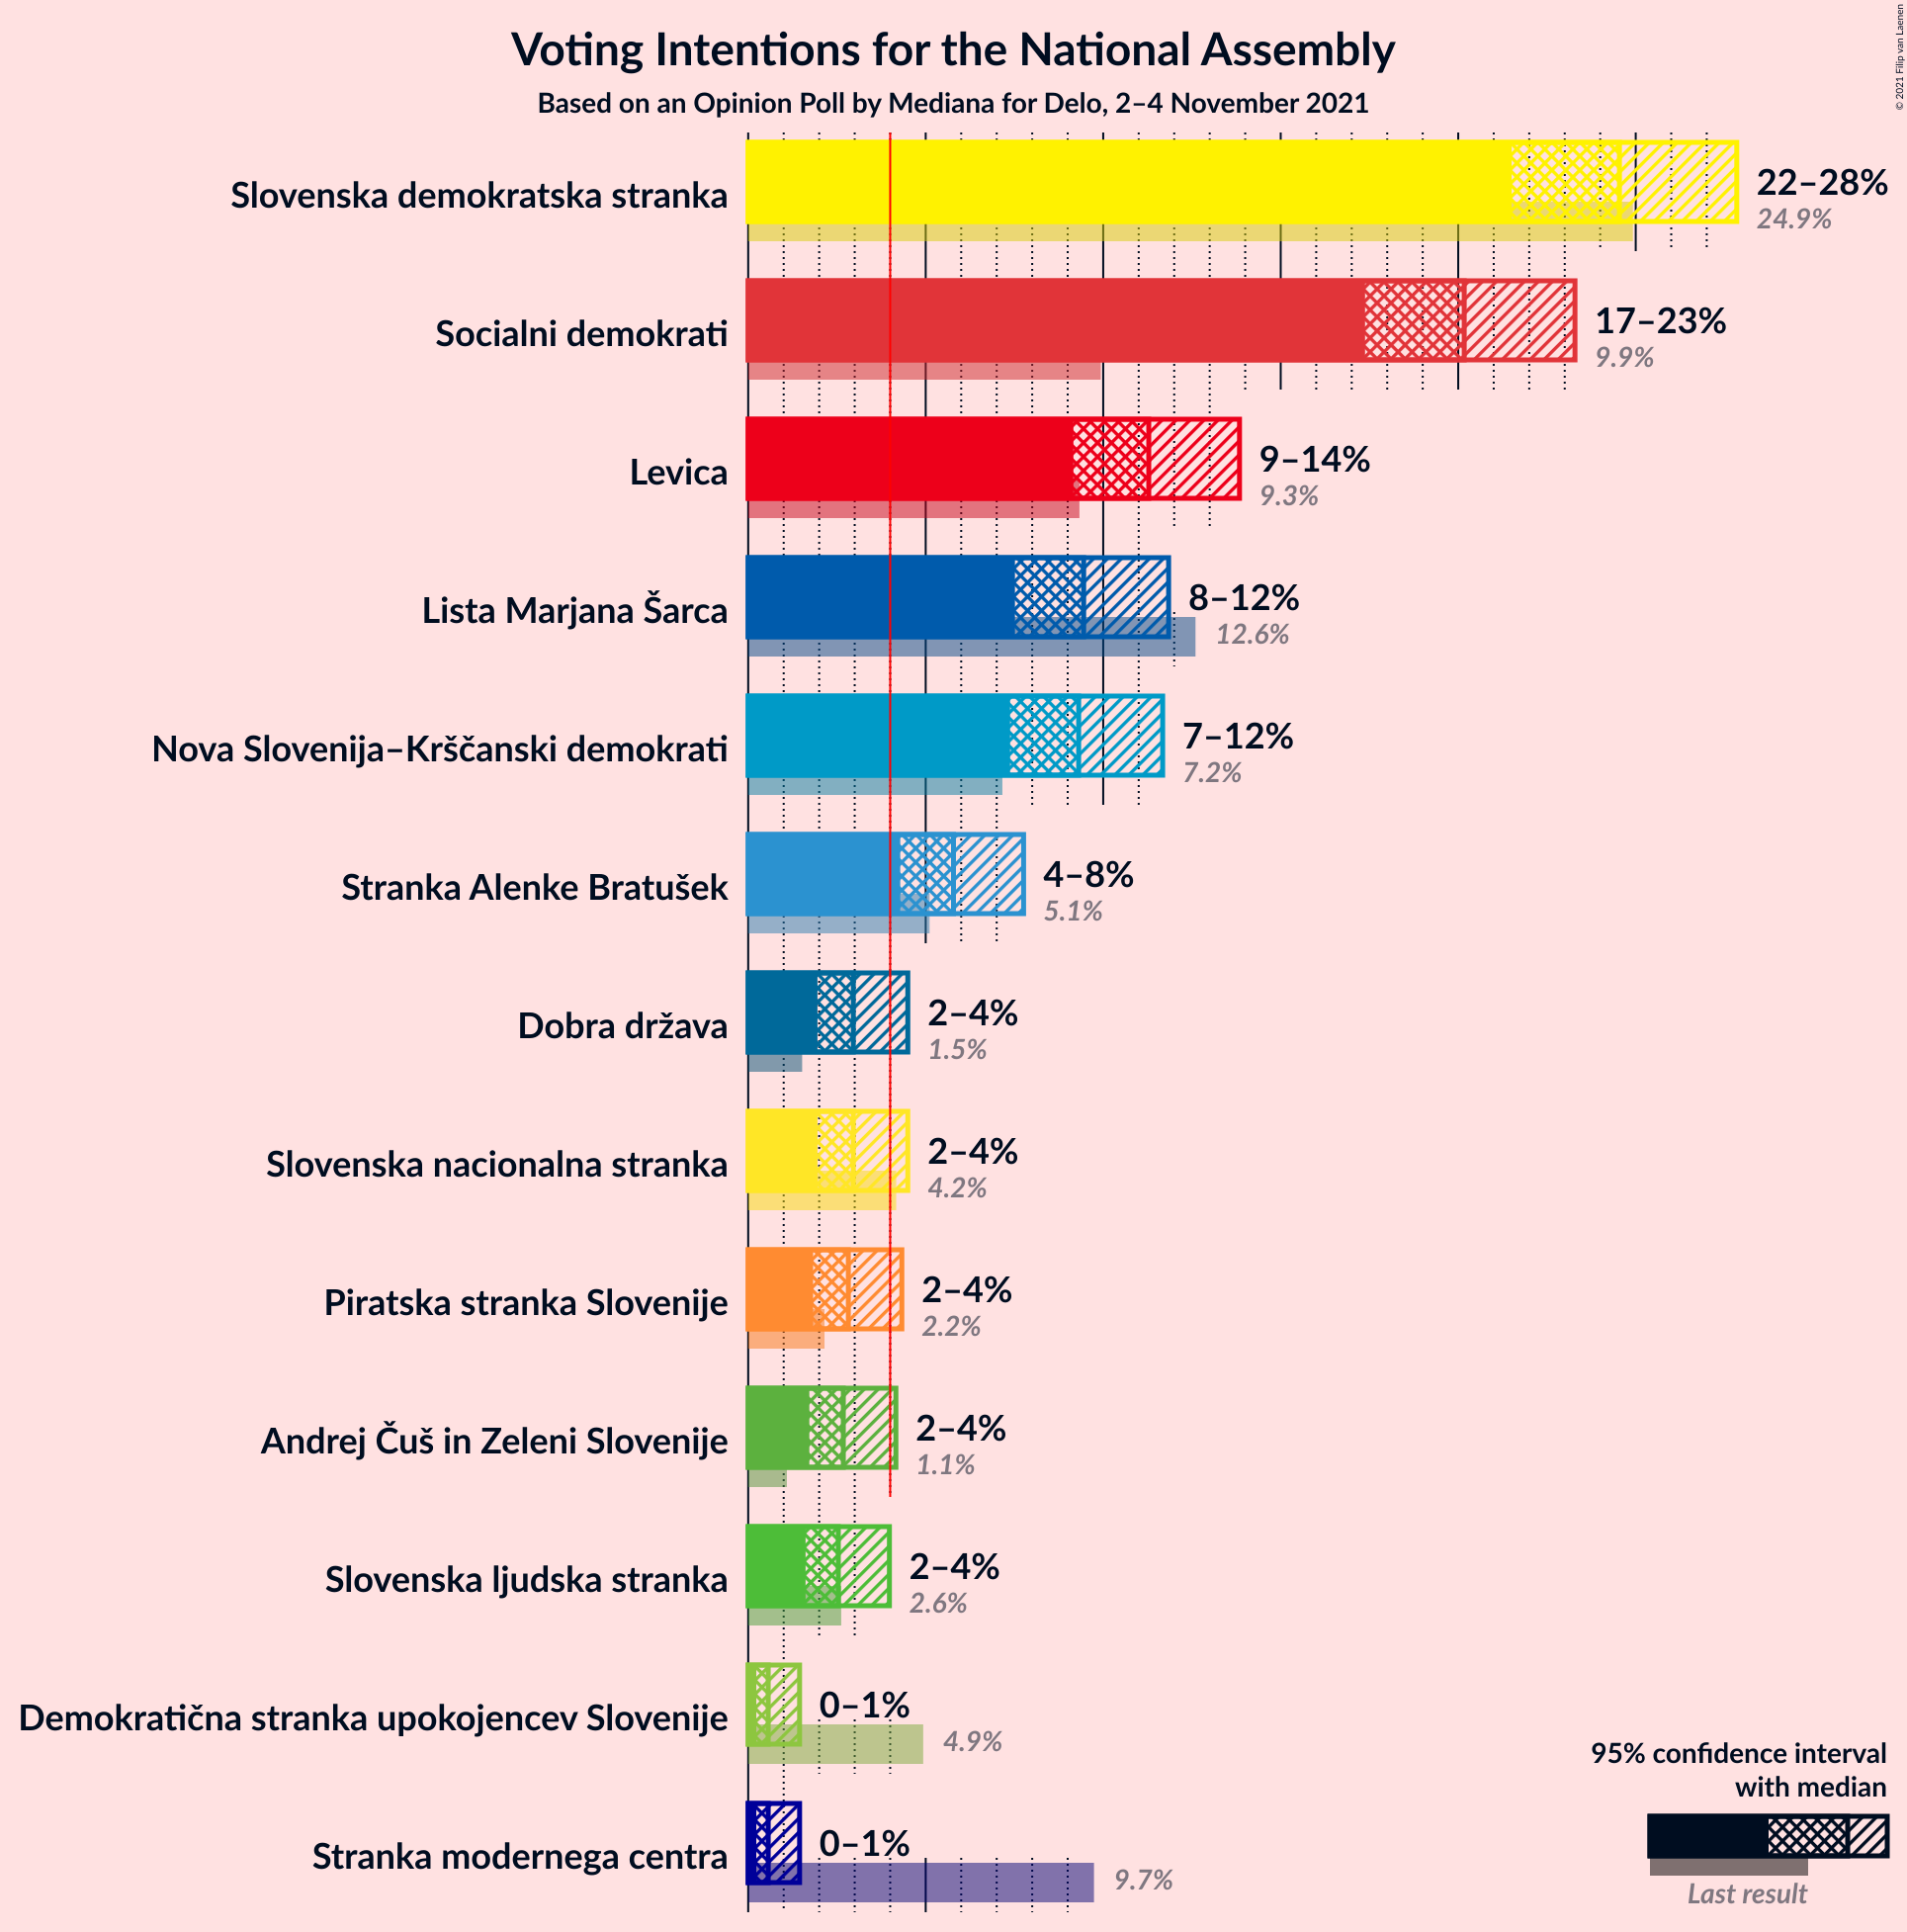 Voting Intentions for the National Assembly
Based on an Opinion Poll by Mediana for Delo, 2–4 November 2021
© 2021 Filip van Laenen
Slovenska demokratska stranka
22–28%
24.9%
Socialni demokrati
17–23%
9.9%
Levica
9–14%
9.3%
Lista Marjana Šarca
8–12%
12.6%
Nova Slovenija–Krščanski demokrati
7–12%
7.2%
Stranka Alenke Bratušek
4–8%
5.1%
Dobra država
2–4%
1.5%
Slovenska nacionalna stranka
2–4%
4.2%
Piratska stranka Slovenije
2–4%
2.2%
Andrej Čuš in Zeleni Slovenije
2–4%
1.1%
Slovenska ljudska stranka
2–4%
2.6%
Demokratična stranka upokojencev Slovenije
0–1%
4.9%
Stranka modernega centra
0–1%
9.7%
95% confidence interval
with median
Last result